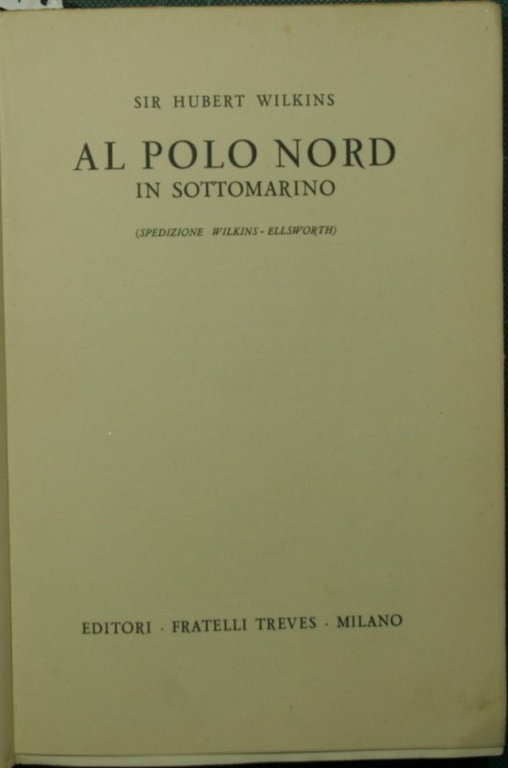 SIR HUBERT WILKINS
AL POLO NORD
IN SOTTOMARINO
(SPEDIZIONE WILKINS - ELLSWORTH)
EDITORI · FRATELLI TREVES · MILANO